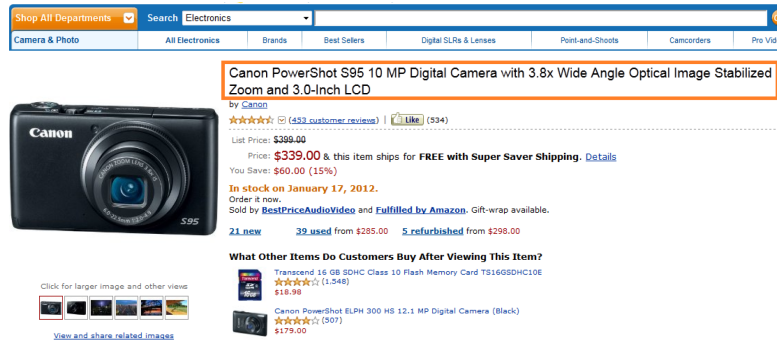 Shop All Departments
Search Electronics
Camera & Photo
All Electronics
Brands
Best Sellers
Digital SLRs & Lenses
Point-and-Shoots
Camcorders
Pro Vid
Canon PowerShot S95 10 MP Digital Camera with 3.8x Wide Angle Optical Image Stabilized
Zoom and 3.0-Inch LCD
by Canon
(453 customer reviews) | Like (534)
List Price: $399.00
Price: $339.00 & this item ships for FREE with Super Saver Shipping. Details
You Save: $60.00 (15%)
In stock on January 17, 2012.
Order it now.
Sold by BestPriceAudioVideo and Fulfilled by Amazon. Gift-wrap available.
21 new 39 used from $285.00 5 refurbished from $298.00
What Other Items Do Customers Buy After Viewing This Item?
Transcend 16 GB SDHC Class 10 Flash Memory Card TS16GSDHC10E
(1,548)
$18.98
Canon PowerShot ELPH 300 HS 12.1 MP Digital Camera (Black)
(507)
$179.00
Canon
CANON ZOOM LENS
S95
Click for larger image and other views
View and share related images